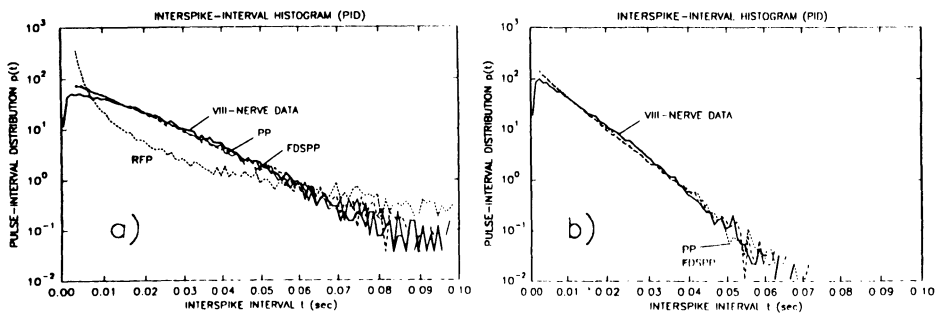 INTERSPIKE-INTERVAL HISTOGRAM (PID)
PULSE-INTERVAL DISTRIBUTION p(t)
10³
10²
10¹
10⁰
10⁻¹
10⁻²
VIII-NERVE DATA
PP
FDSPP
RFP
a)
0.00 0.01 0.02 0.03 0.04 0.05 0.06 0.07 0.08 0.09 0.10
INTERSPIKE INTERVAL t (sec)
INTERSPIKE-INTERVAL HISTOGRAM (PID)
PULSE-INTERVAL DISTRIBUTION p(t)
10³
10²
10¹
10⁰
10⁻¹
10⁻²
VIII-NERVE DATA
PP
FDSPP
b)
0.00 0.01 0.02 0.03 0.04 0.05 0.06 0.07 0.08 0.09 0.10
INTERSPIKE INTERVAL t (sec)